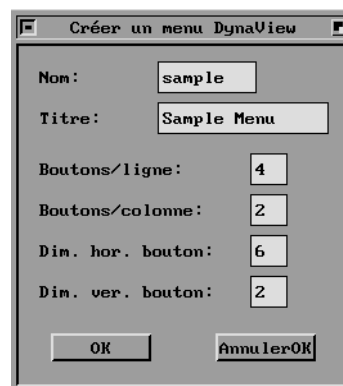 Créer un menu DynaView
Nom: sample
Titre: Sample Menu
Boutons/ligne: 4
Boutons/colonne: 2
Dim. hor. bouton: 6
Dim. ver. bouton: 2
OK AnnulerOK